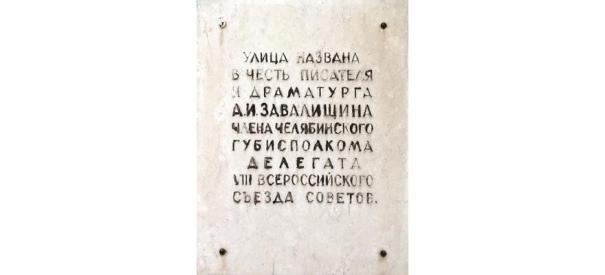 УЛИЦА НАЗВАНА
В ЧЕСТЬ ПИСАТЕЛЯ
И ДРАМАТУРГА
А.И.ЗАВАЛИШИНА
ЧЛЕНА ЧЕЛЯБИНСКОГО
ГУБИСПОЛКОМА
ДЕЛЕГАТА
VIII ВСЕРОССИЙСКОГО
СЪЕЗДА СОВЕТОВ.